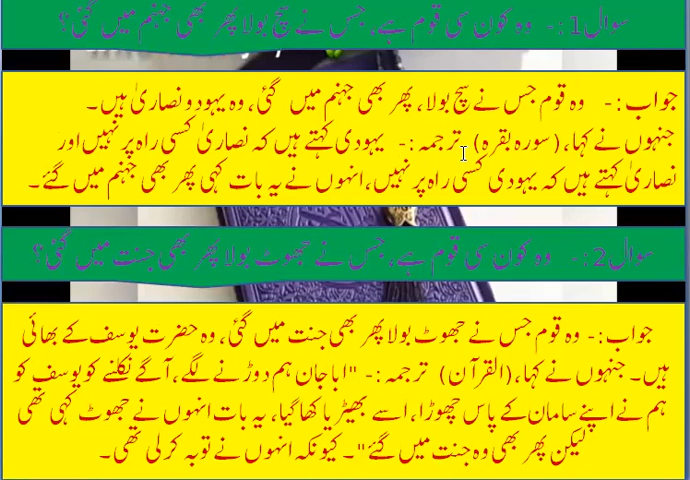 سوال1:- وہ کون سی قوم ہے، جس نے سچ بولا پھر بھی جہنم میں گئی؟
جواب:- وہ قوم جس نے سچ بولا، پھر بھی جہنم میں گئی، وہ یہود و نصاریٰ ہیں۔
جنہوں نے کہا، (سورہ بقرہ) ترجمہ:- یہودی کہتے ہیں کہ نصاریٰ کسی راہ پر نہیں اور
نصاریٰ کہتے ہیں کہ یہودی کسی راہ پر نہیں، انہوں نے یہ بات کہی پھر بھی جہنم میں گئے۔
سوال2:- وہ کون سی قوم ہے، جس نے جھوٹ بولا پھر بھی جنت میں گئی؟
جواب:- وہ قوم جس نے جھوٹ بولا پھر بھی جنت میں گئی، وہ حضرت یوسف کے بھائی
ہیں۔ جنہوں نے کہا، (القرآن) ترجمہ:- "ابا جان ہم دوڑنے لگے، آگے نکلنے کو یوسف کو
ہم نے اپنے سامان کے پاس چھوڑا، اسے بھیڑیا کھا گیا، یہ بات انہوں نے جھوٹ کہی تھی
لیکن پھر بھی وہ جنت میں گئے"۔ کیونکہ انہوں نے توبہ کر لی تھی۔